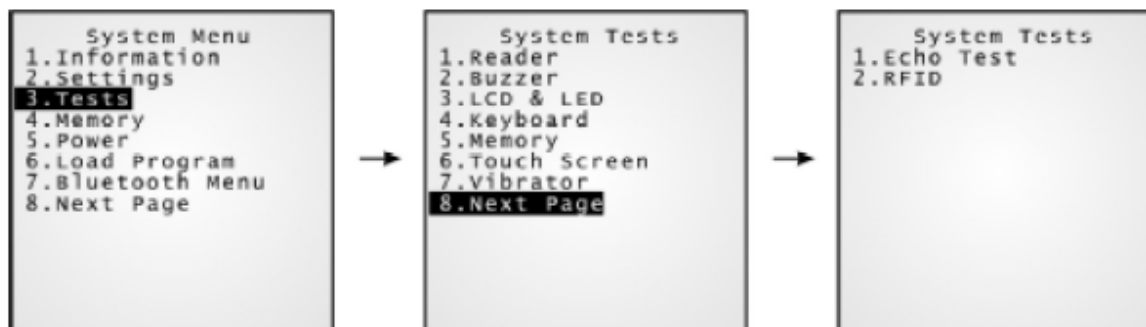 System Menu
1.Information
2.Settings
3.Tests
4.Memory
5.Power
6.Load Program
7.Bluetooth Menu
8.Next Page
System Tests
1.Reader
2.Buzzer
3.LCD & LED
4.Keyboard
5.Memory
6.Touch Screen
7.Vibrator
8.Next Page
System Tests
1.Echo Test
2.RFID